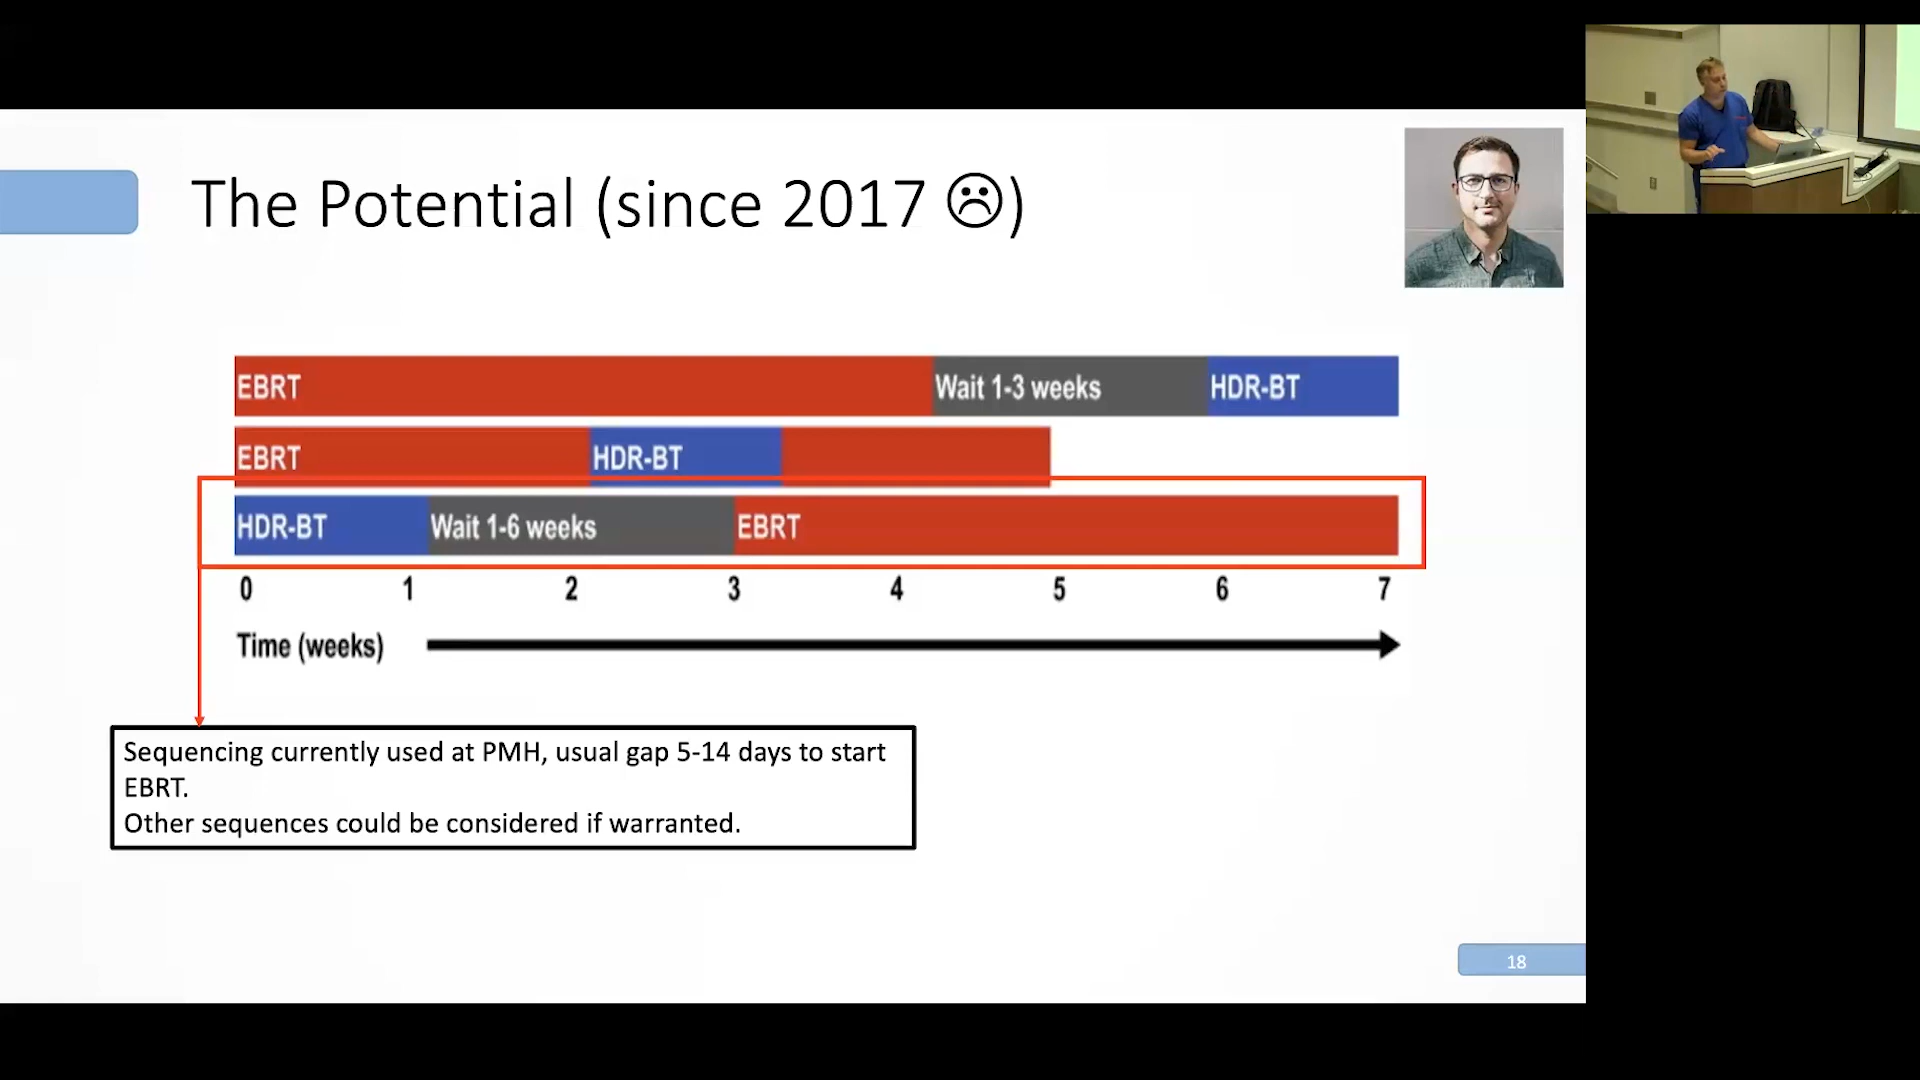 The Potential (since 2017 ☹)
EBRT Wait 1-3 weeks HDR-BT
EBRT HDR-BT
HDR-BT Wait 1-6 weeks EBRT
0 1 2 3 4 5 6 7
Time (weeks)
Sequencing currently used at PMH, usual gap 5-14 days to start
EBRT.
Other sequences could be considered if warranted.
18